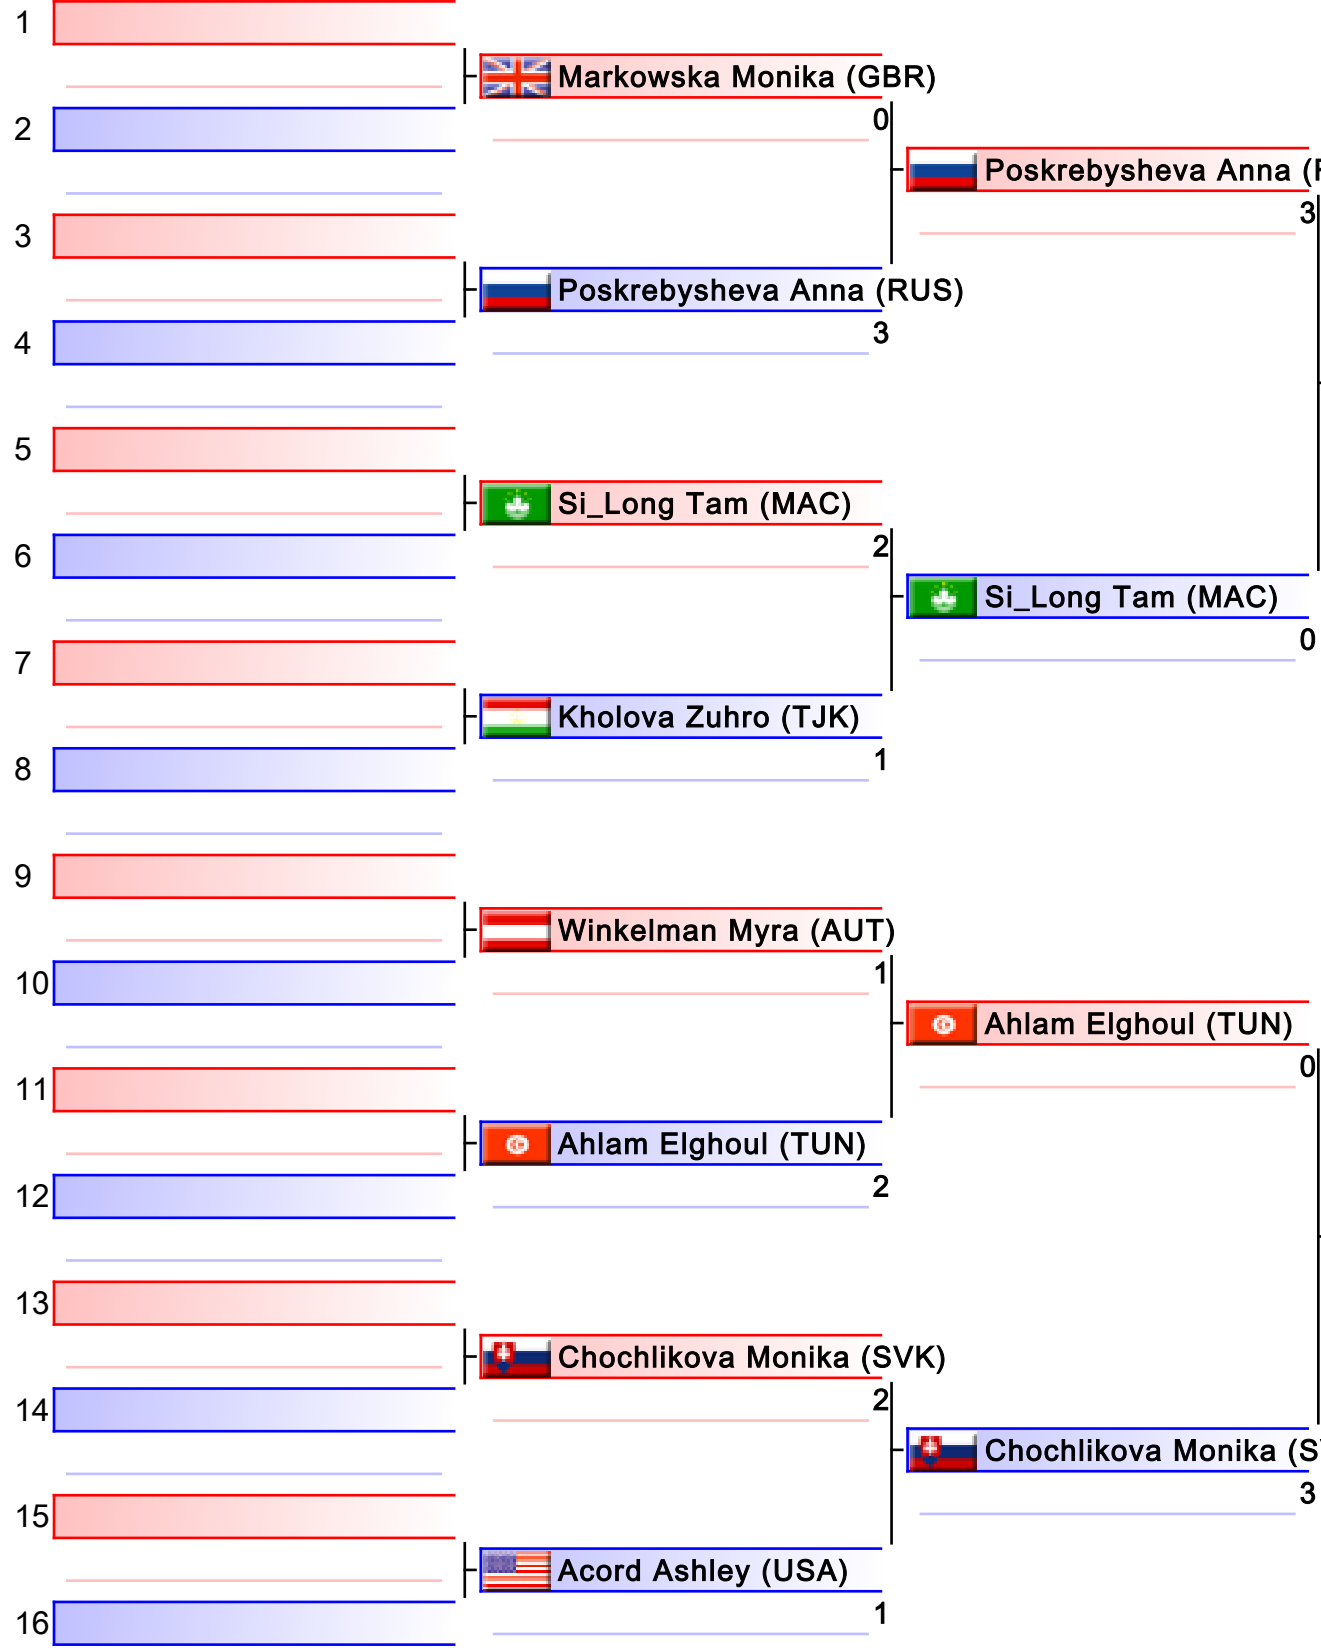 1
Markowska Monika (GBR)
0
2
Poskrebysheva Anna (
3
3
Poskrebysheva Anna (RUS)
3
4
5
Si_Long Tam (MAC)
2
6
Si_Long Tam (MAC)
0
7
Kholova Zuhro (TJK)
1
8
9
Winkelman Myra (AUT)
1
10
Ahlam Elghoul (TUN)
0
11
Ahlam Elghoul (TUN)
2
12
13
Chochlikova Monika (SVK)
2
14
Chochlikova Monika (S
3
15
Acord Ashley (USA)
1
16